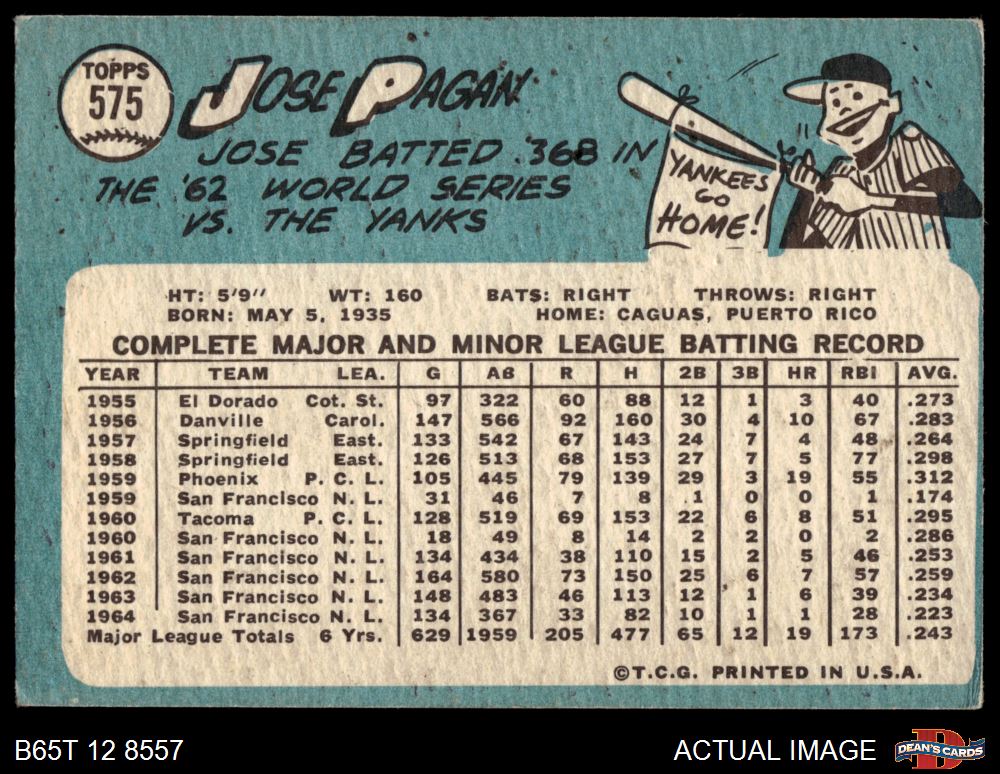 TOPPS
575
JOSE PAGAN
JOSE BATTED .368 IN
THE '62 WORLD SERIES
VS. THE YANKS
YANKEES
GO
HOME!
HT: 5'9" WT: 160 BATS: RIGHT THROWS: RIGHT
BORN: MAY 5, 1935 HOME: CAGUAS, PUERTO RICO
COMPLETE MAJOR AND MINOR LEAGUE BATTING RECORD
YEAR TEAM LEA. G AB R H 2B 3B HR RBI AVG.
1955 El Dorado Cot. St. 97 322 60 88 12 1 3 40 .273
1956 Danville Carol. 147 566 92 160 30 4 10 67 .283
1957 Springfield East. 133 542 67 143 24 7 4 48 .264
1958 Springfield East. 126 513 68 153 27 7 5 77 .298
1959 Phoenix P. C. L. 105 445 79 139 29 3 19 55 .312
1959 San Francisco N. L. 31 46 7 8 1 0 0 1 .174
1960 Tacoma P. C. L. 128 519 69 153 22 6 8 51 .295
1960 San Francisco N. L. 18 49 8 14 2 2 0 2 .286
1961 San Francisco N. L. 134 434 38 110 15 2 5 46 .253
1962 San Francisco N. L. 164 580 73 150 25 6 7 57 .259
1963 San Francisco N. L. 148 483 46 113 12 1 6 39 .234
1964 San Francisco N. L. 134 367 33 82 10 1 1 28 .223
Major League Totals 6 Yrs. 629 1959 205 477 65 12 19 173 .243
©T.C.G. PRINTED IN U.S.A.
B65T 12 8557 ACTUAL IMAGE DEAN'S CARDS